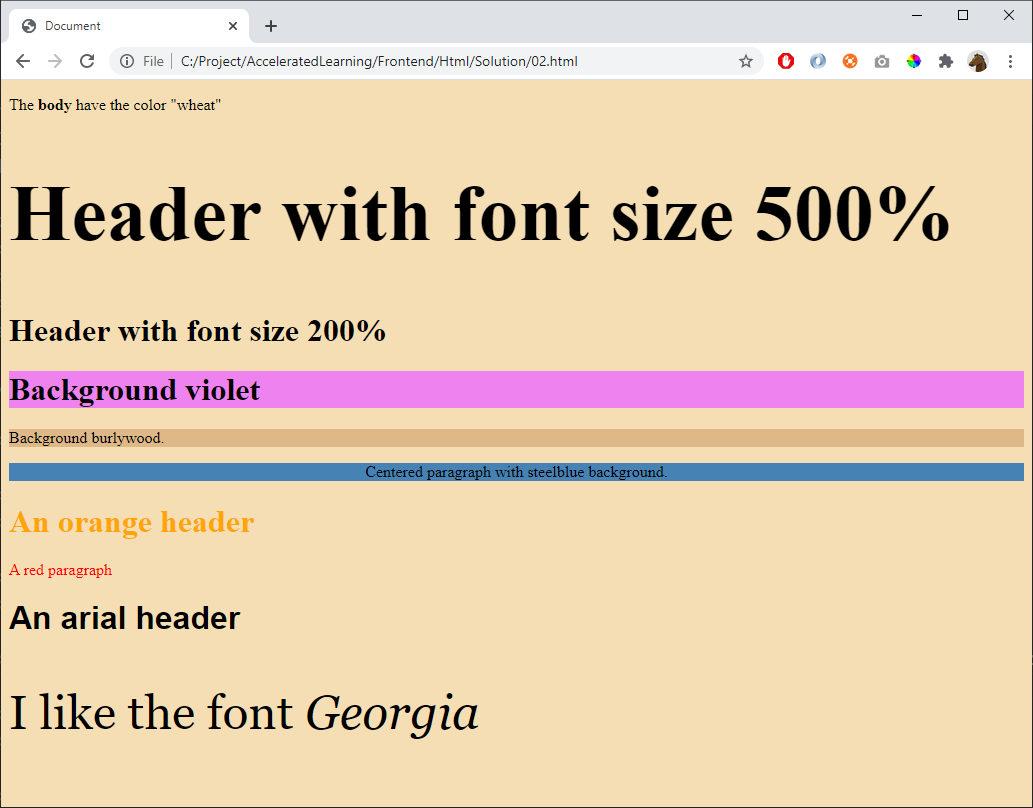 Document
File C:/Project/AcceleratedLearning/Frontend/Html/Solution/02.html
The body have the color "wheat"
Header with font size 500%
Header with font size 200%
Background violet
Background burlywood.
Centered paragraph with steelblue background.
An orange header
A red paragraph
An arial header
I like the font Georgia